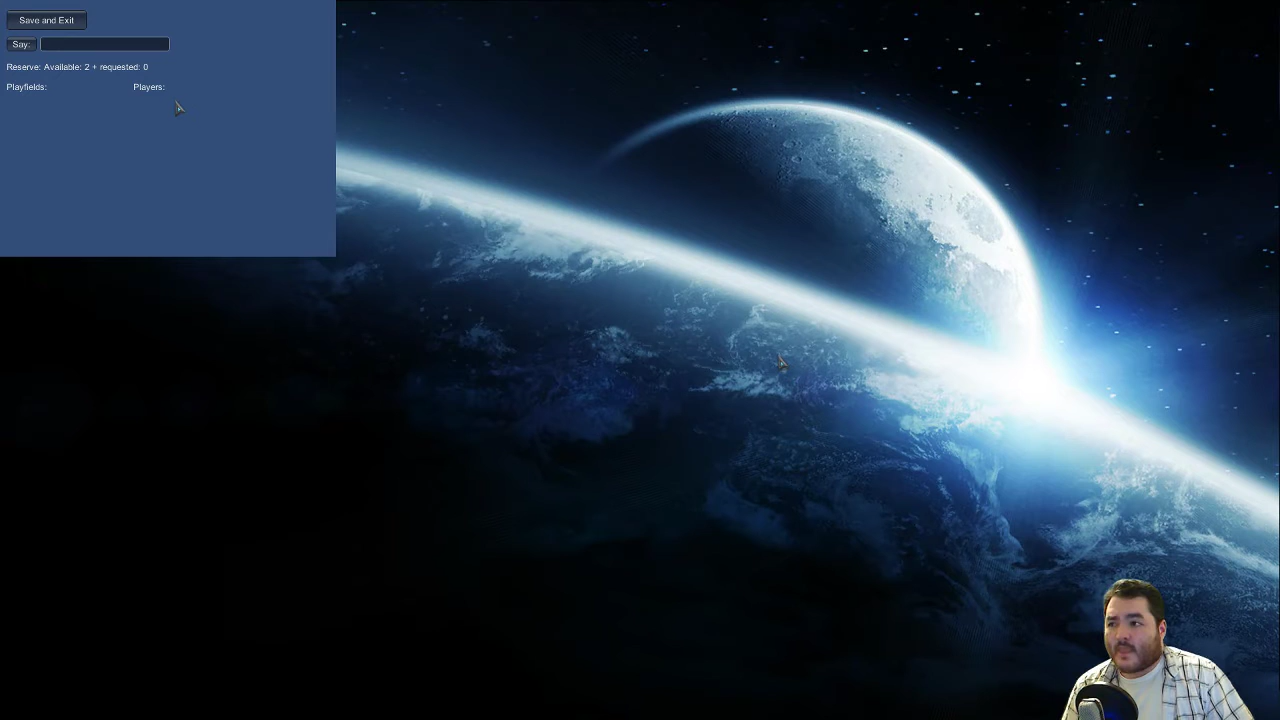 Save and Exit
Say:
Reserve: Available: 2 + requested: 0
Playfields: Players: